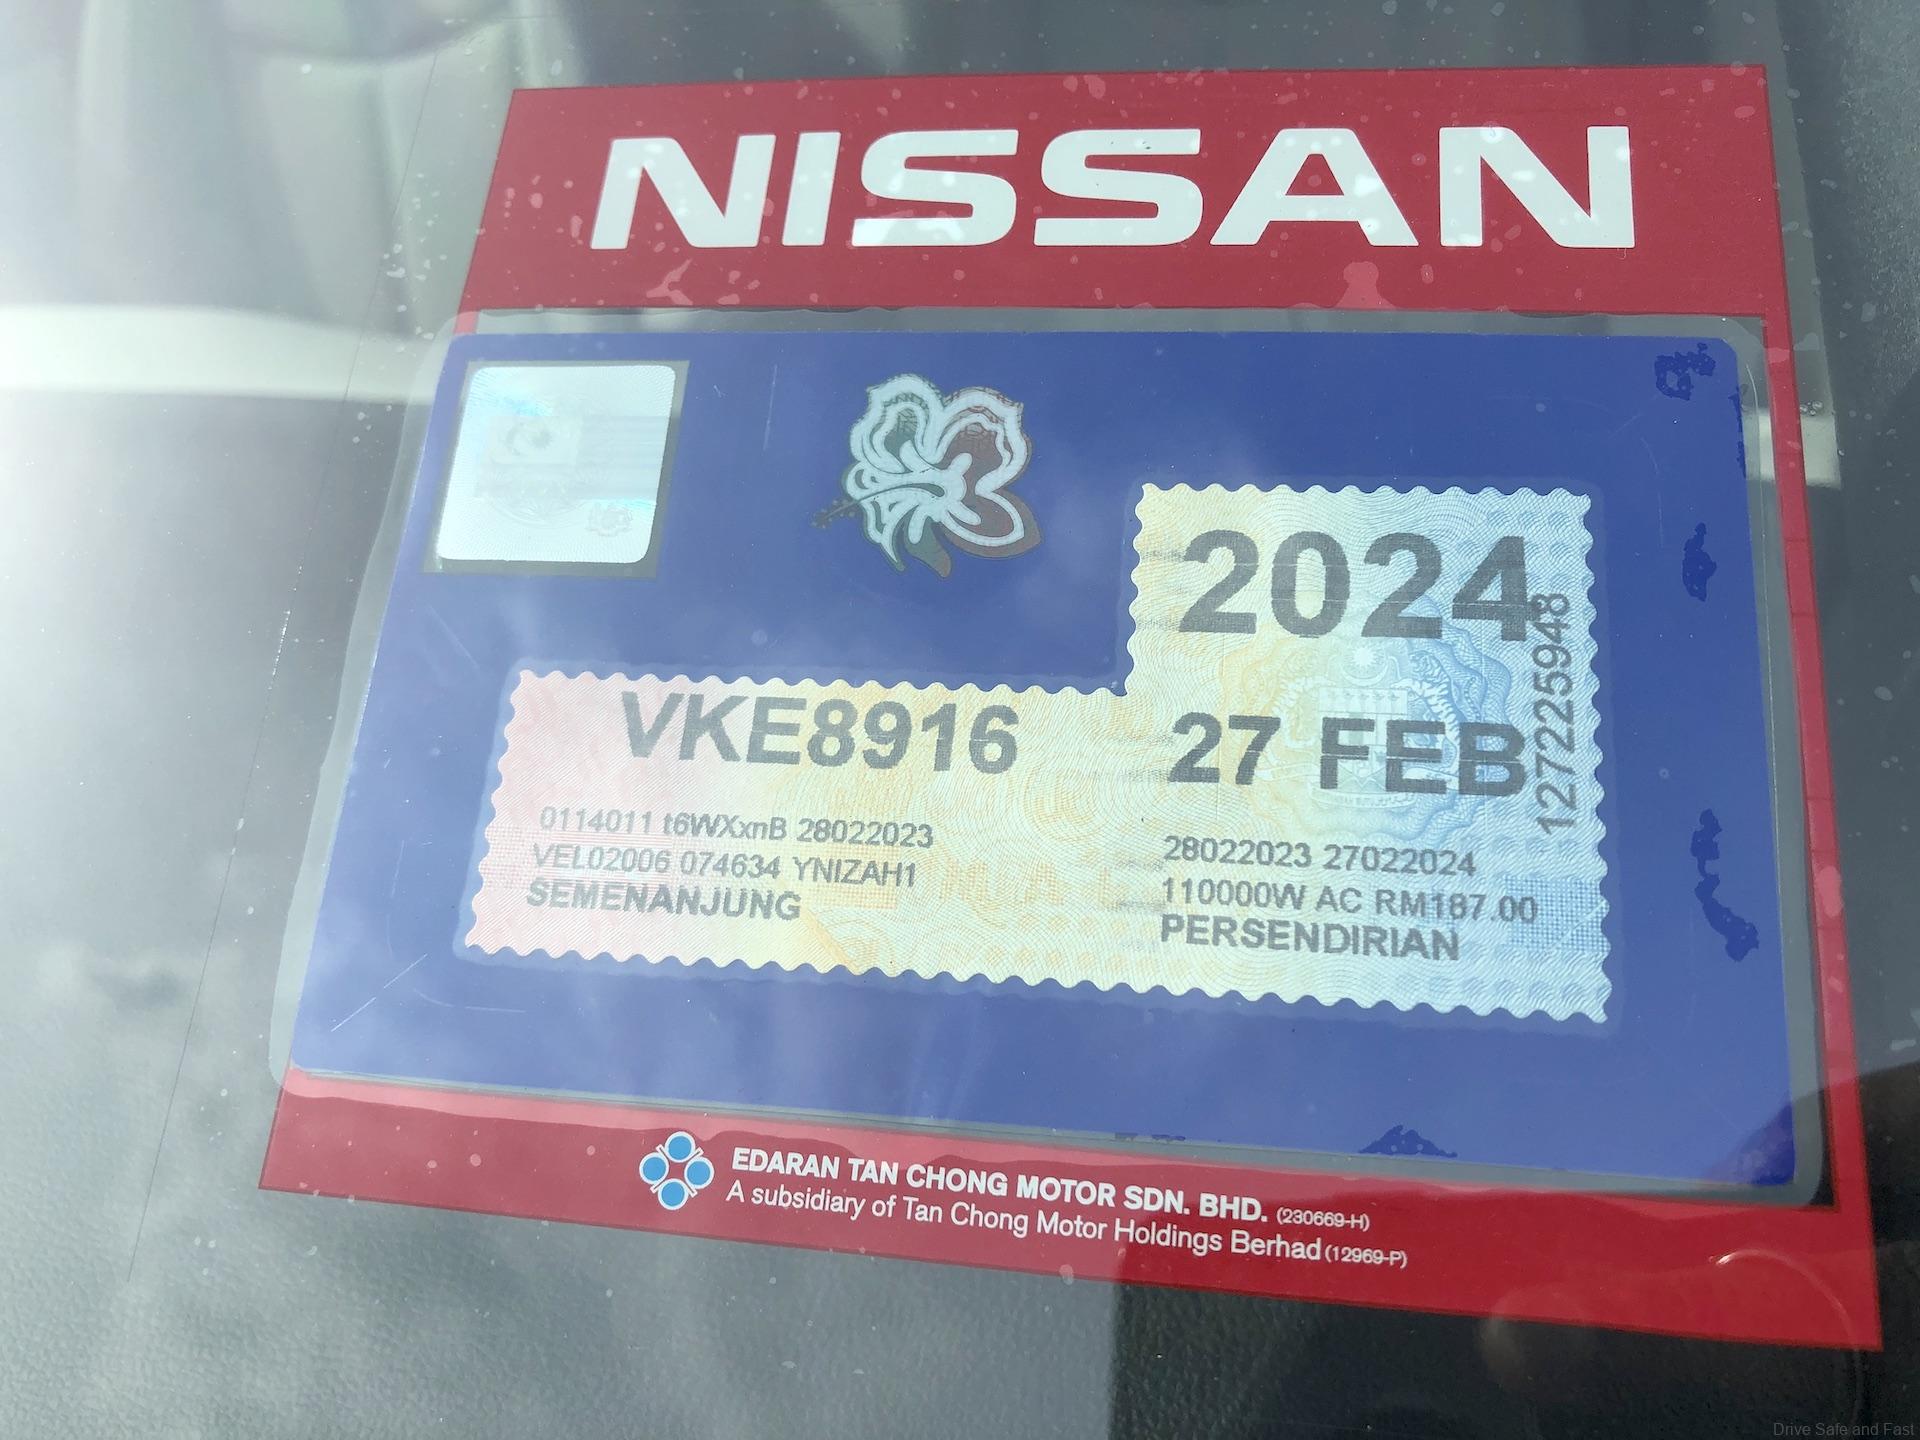 NISSAN
2024
127225948
VKE8916
27 FEB
0114011 t6WXxnB 28022023
VEL02006 074634 YNIZAH1
SEMENANJUNG
28022023 27022024
110000W AC RM187.00
PERSENDIRIAN
EDARAN TAN CHONG MOTOR SDN. BHD. (230669-H)
A subsidiary of Tan Chong Motor Holdings Berhad (12969-P)
Drive Safe and Fast